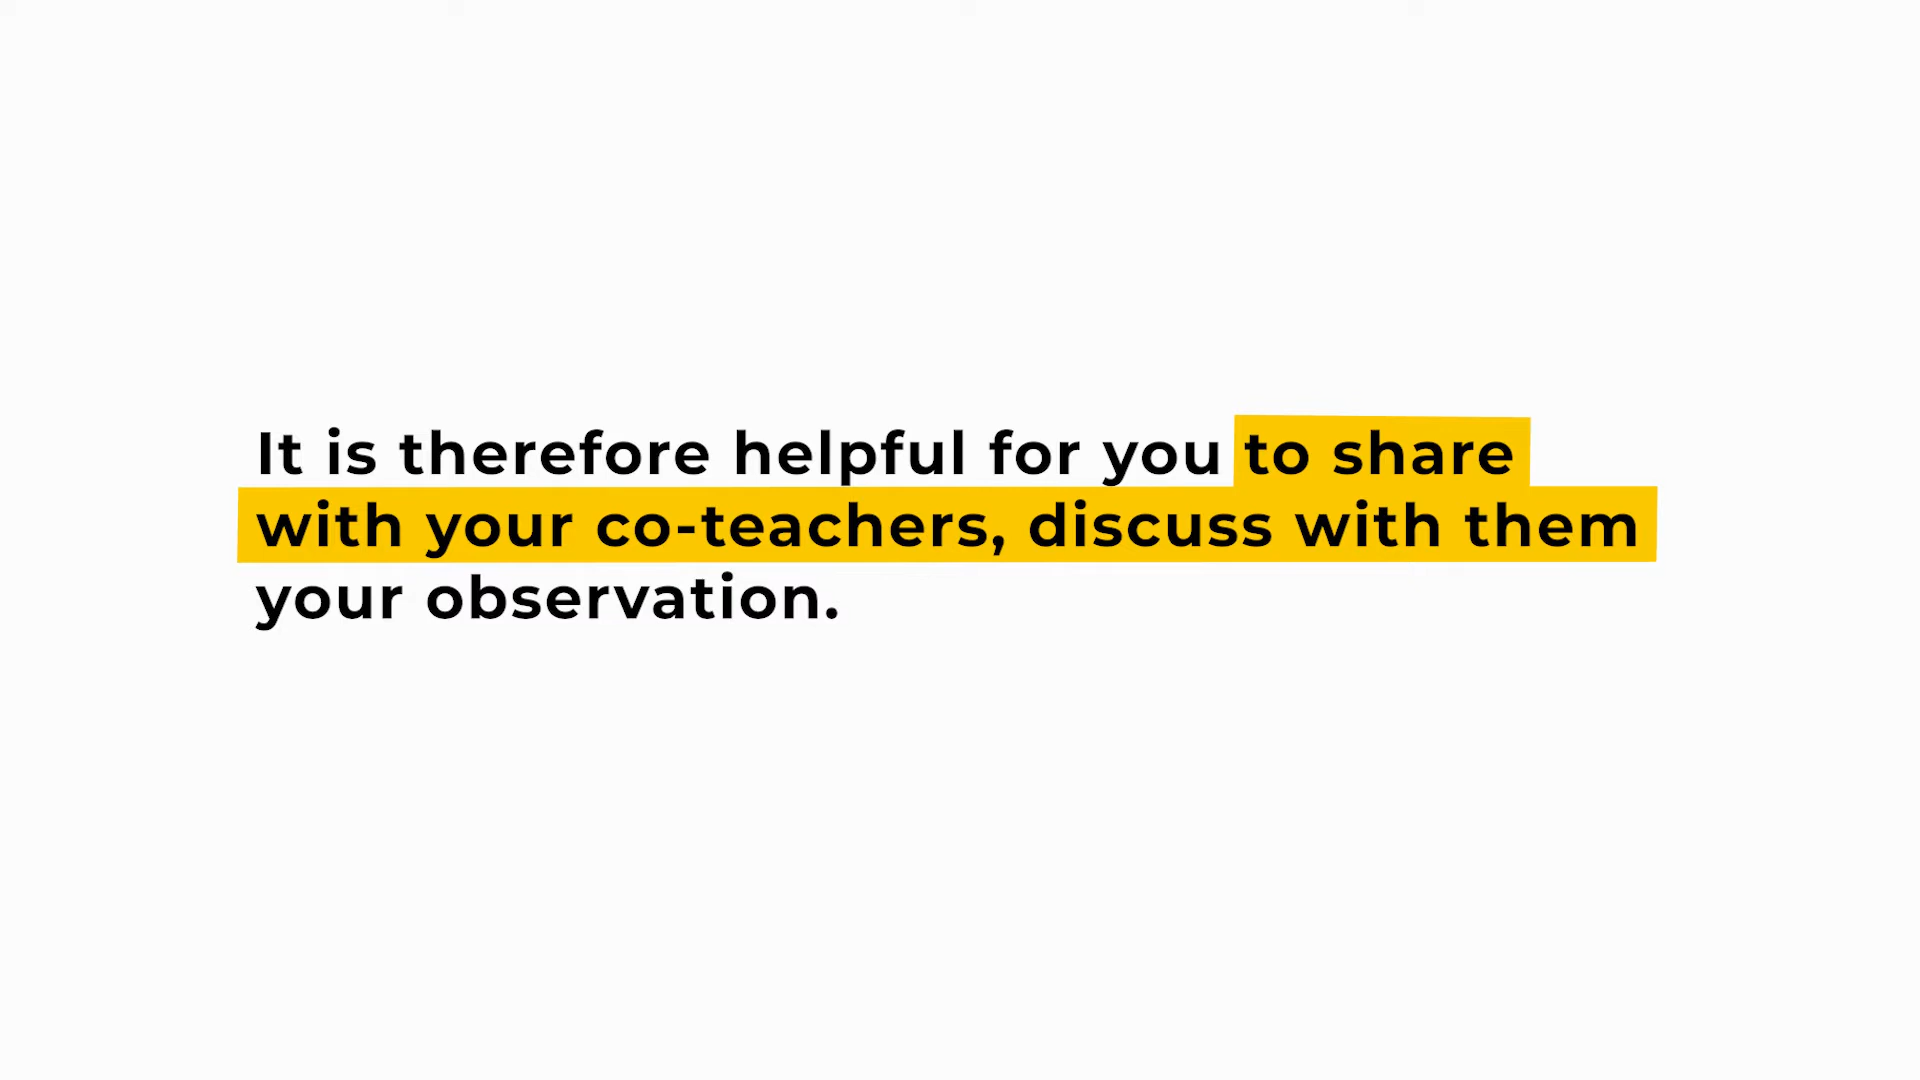 It is therefore helpful for you to share
with your co-teachers, discuss with them
your observation.